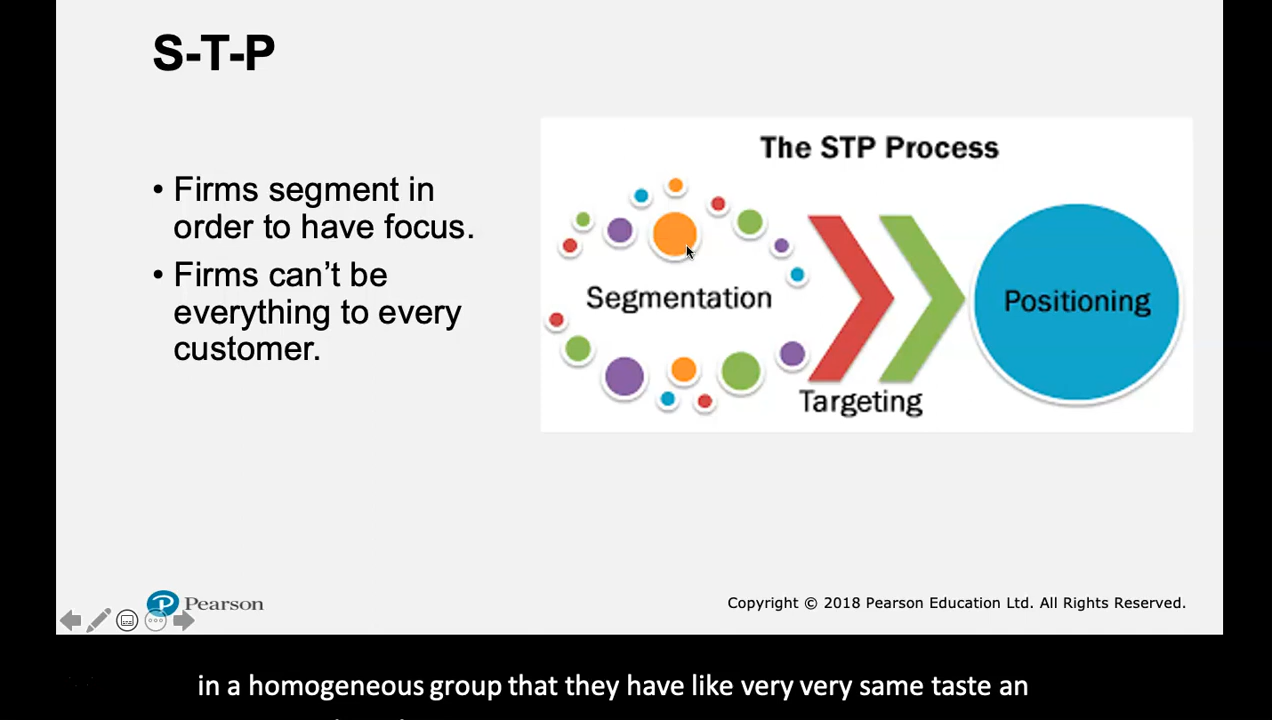 S-T-P
• Firms segment in
order to have focus.
• Firms can’t be
everything to every
customer.
The STP Process
Segmentation
Targeting
Positioning
Pearson
Copyright © 2018 Pearson Education Ltd. All Rights Reserved.
in a homogeneous group that they have like very very same taste an